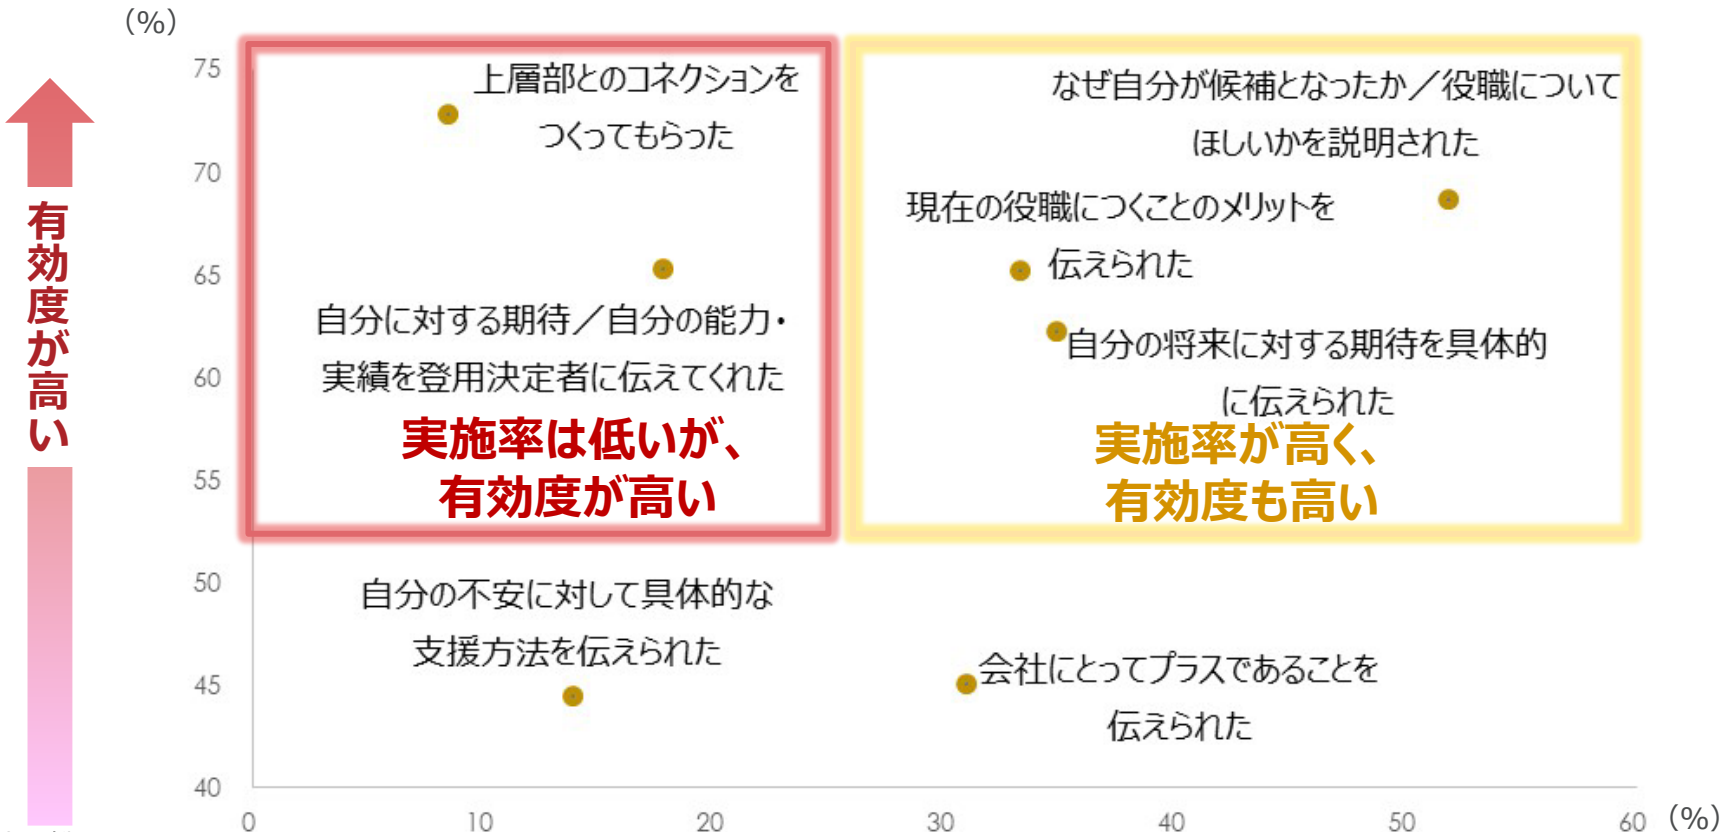 (%)
75
70
65
60
55
50
45
40
0
10
20
30
40
50
60
(%)
有効度が高い
上層部とのコネクションを
つくってもらった
なぜ自分が候補となったか／役職について
ほしいかを説明された
現在の役職につくことのメリットを
伝えられた
自分に対する期待／自分の能力・
実績を登用決定者に伝えてくれた
自分の将来に対する期待を具体的
に伝えられた
実施率は低いが、
有効度が高い
実施率が高く、
有効度も高い
自分の不安に対して具体的な
支援方法を伝えられた
会社にとってプラスであることを
伝えられた